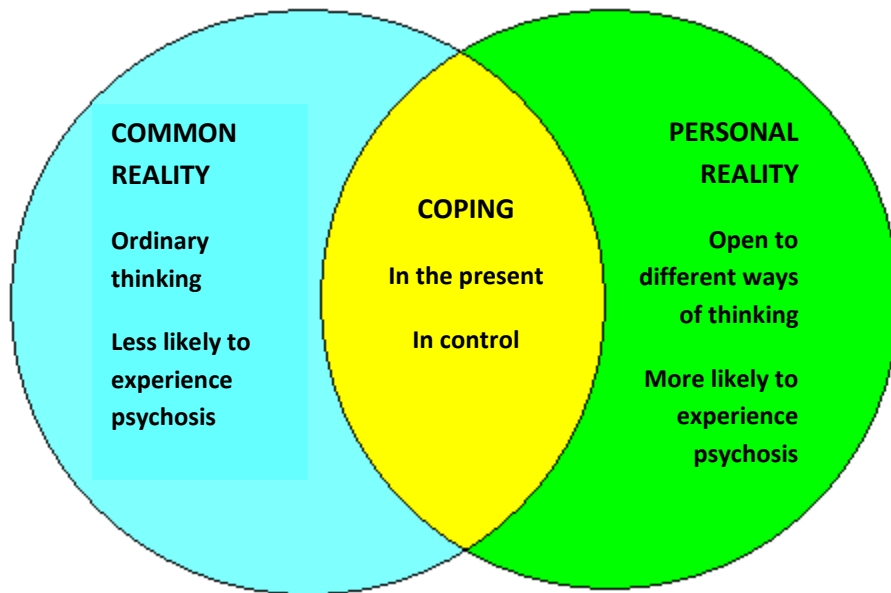 COMMON
REALITY
Ordinary
thinking
Less likely to
experience
psychosis
COPING
In the present
In control
PERSONAL
REALITY
Open to
different ways
of thinking
More likely to
experience
psychosis